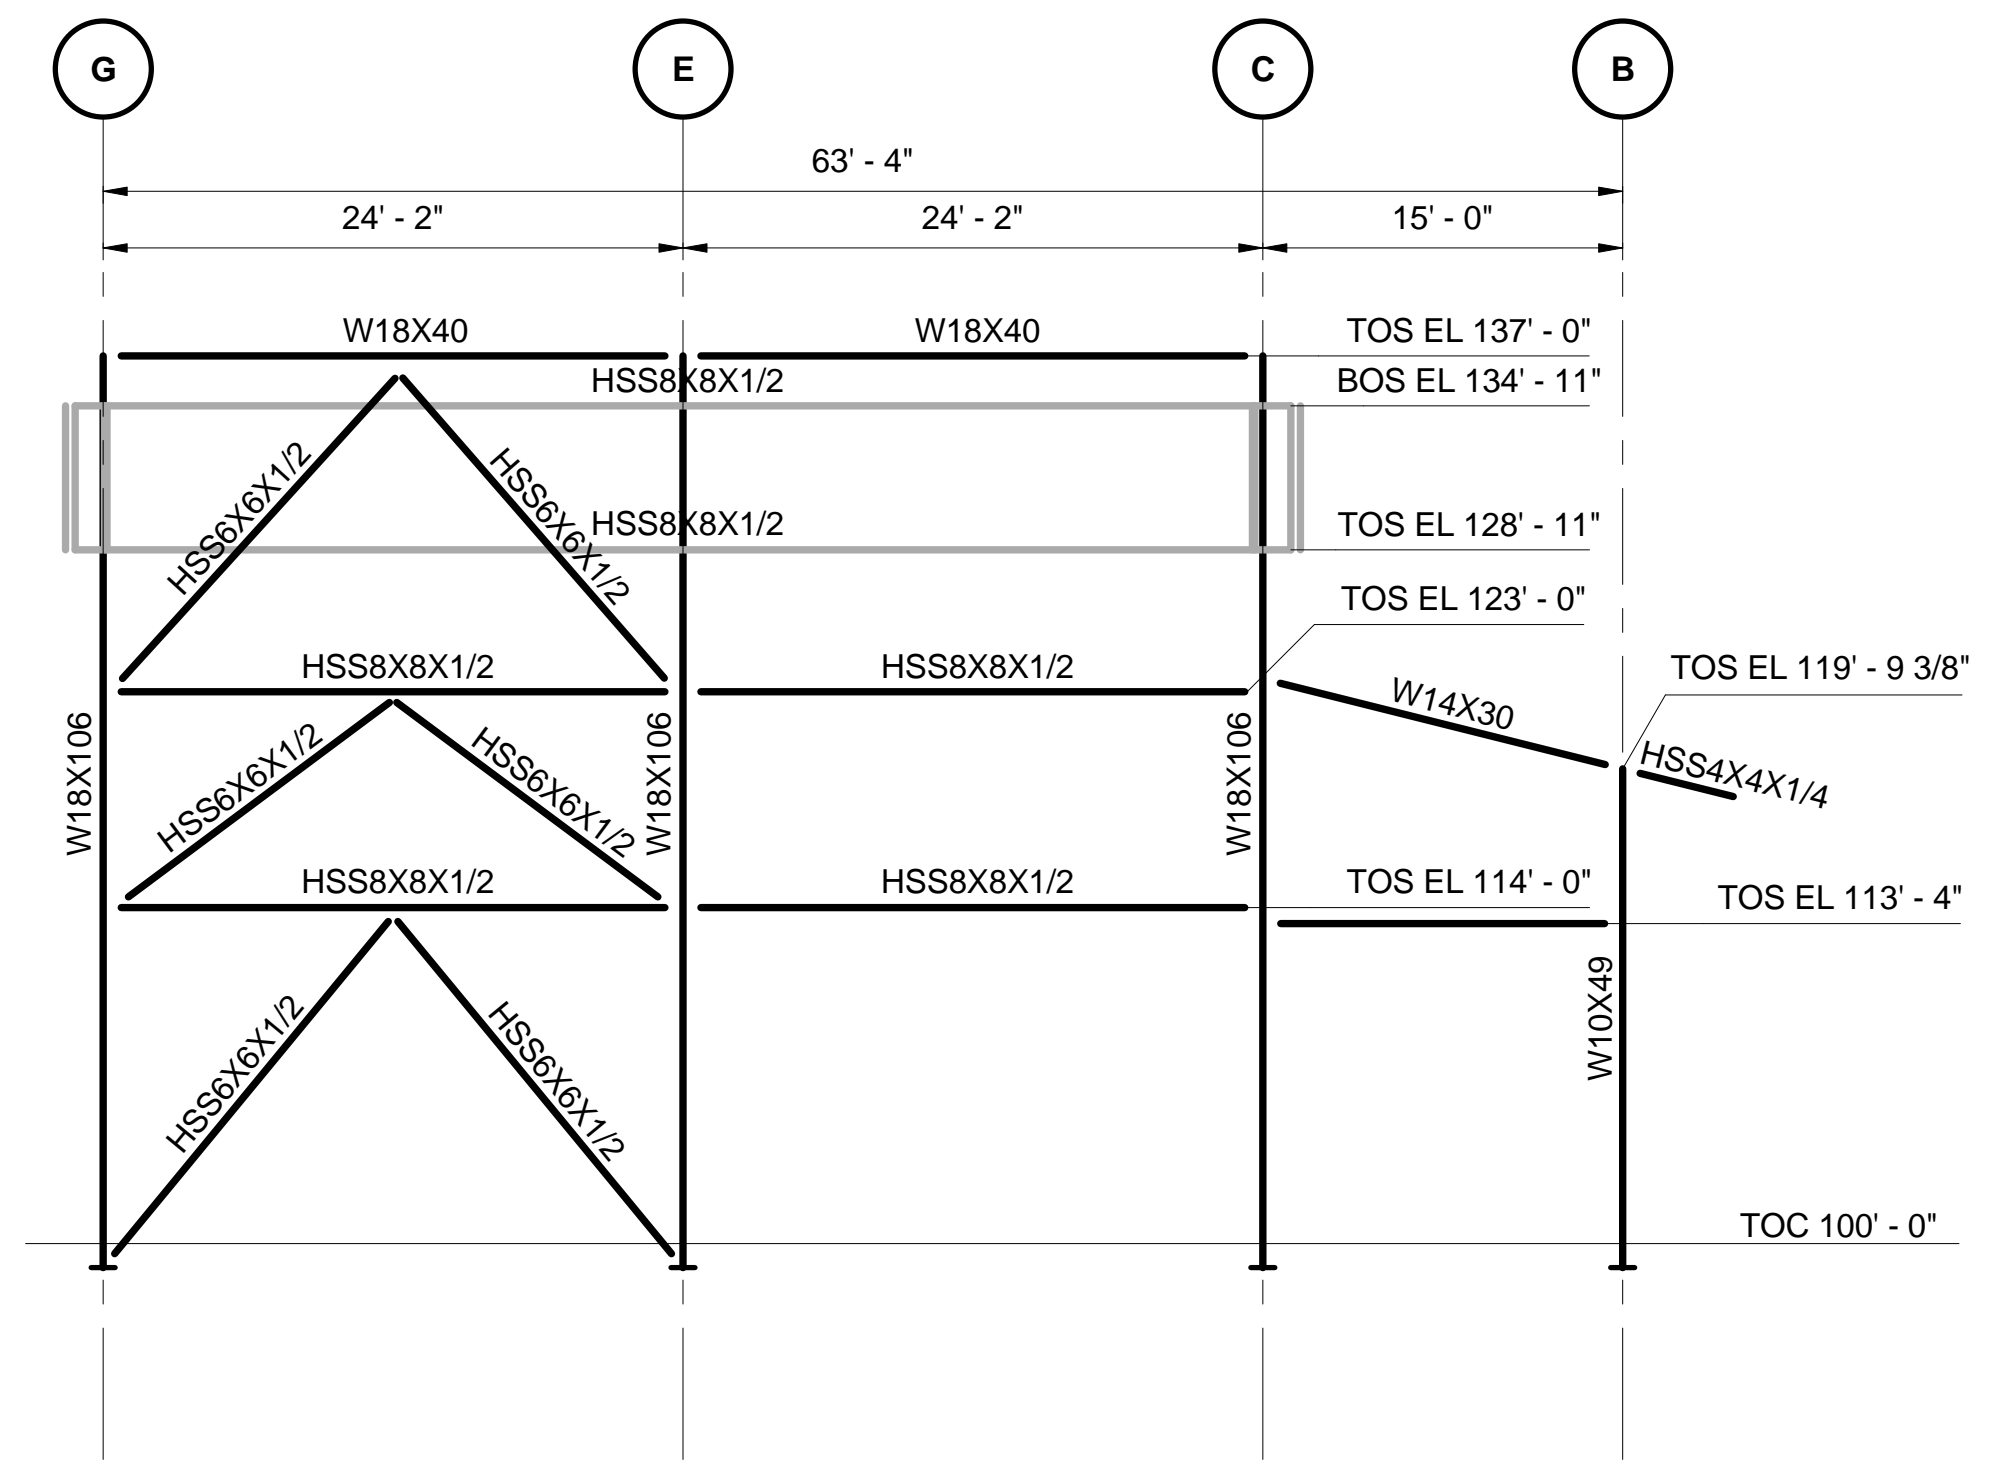 G
E
C
B
63' - 4"
24' - 2"
24' - 2"
15' - 0"
W18X40
W18X40
TOS EL 137' - 0"
HSS8X8X1/2
BOS EL 134' - 11"
HSS6X6X1/2
HSS6X6X1/2
HSS8X8X1/2
TOS EL 128' - 11"
TOS EL 123' - 0"
HSS8X8X1/2
HSS8X8X1/2
TOS EL 119' - 9 3/8"
W14X30
HSS4X4X1/4
W18X106
HSS6X6X1/2
HSS6X6X1/2
W18X106
W18X106
HSS8X8X1/2
HSS8X8X1/2
TOS EL 114' - 0"
TOS EL 113' - 4"
HSS6X6X1/2
HSS6X6X1/2
W10X49
TOC 100' - 0"